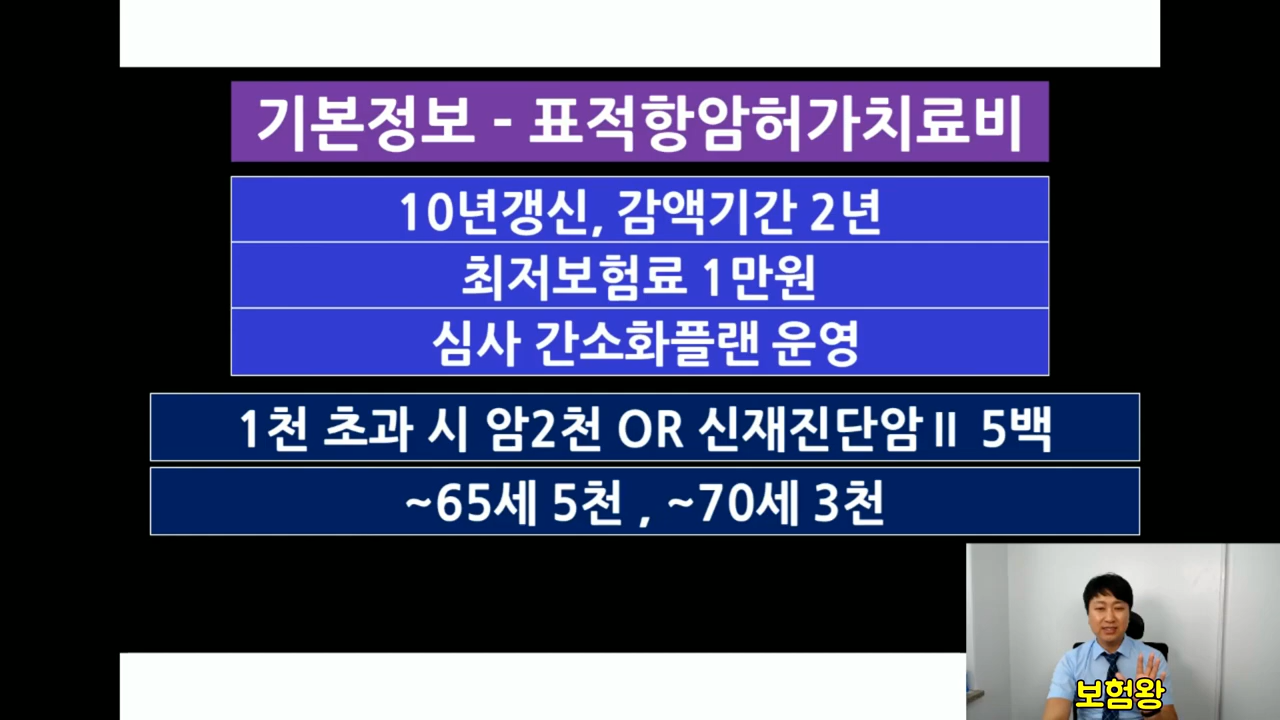 기본정보 - 표적항암허가치료비
10년갱신, 감액기간 2년
최저보험료 1만원
심사 간소화플랜 운영
1천 초과 시 암2천 OR 신재진단암Ⅱ 5백
~65세 5천 , ~70세 3천
보험왕